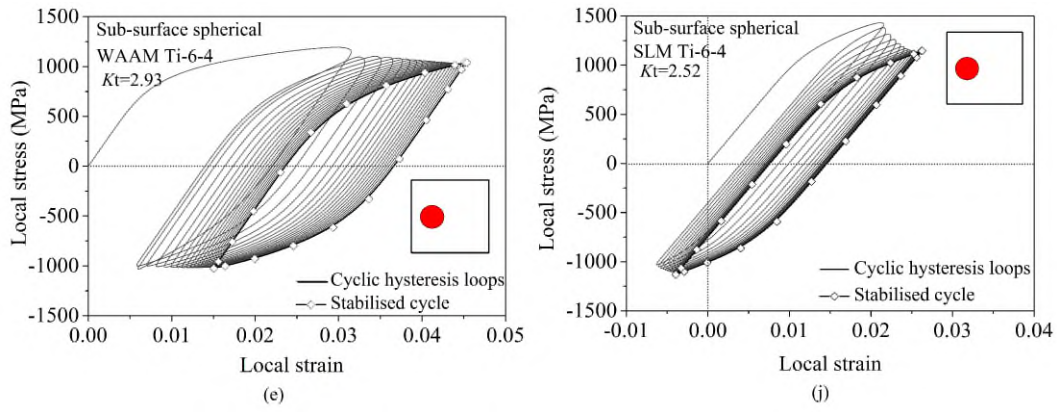 1500
1000
500
0
-500
-1000
-1500
Local stress (MPa)
Sub-surface spherical
WAAM Ti-6-4
Kt=2.93
Cyclic hysteresis loops
Stabilised cycle
0.00
0.01
0.02
0.03
0.04
0.05
Local strain
(e)
1500
1000
500
0
-500
-1000
-1500
Local stress (MPa)
Sub-surface spherical
SLM Ti-6-4
Kt=2.52
Cyclic hysteresis loops
Stabilised cycle
-0.01
0.00
0.01
0.02
0.03
0.04
Local strain
(j)